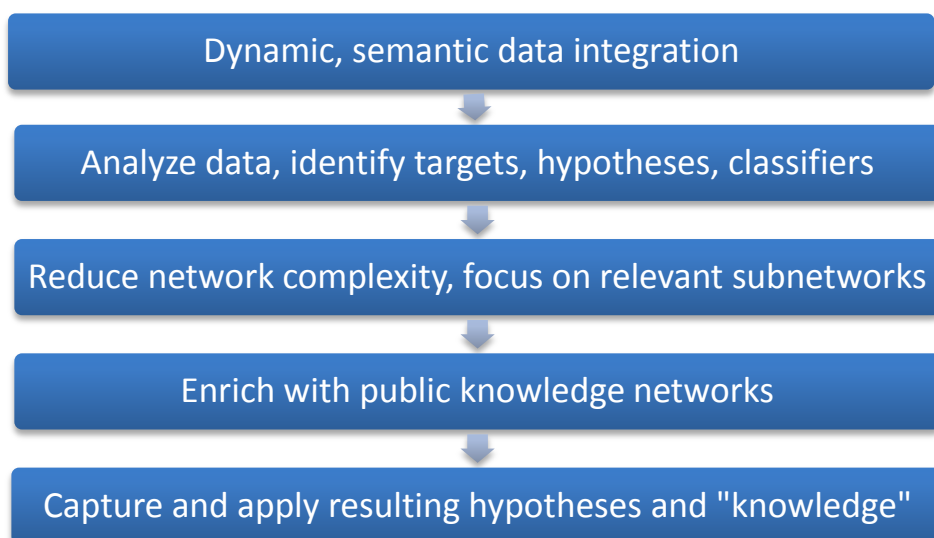 Dynamic, semantic data integration
Analyze data, identify targets, hypotheses, classifiers
Reduce network complexity, focus on relevant subnetworks
Enrich with public knowledge networks
Capture and apply resulting hypotheses and "knowledge"